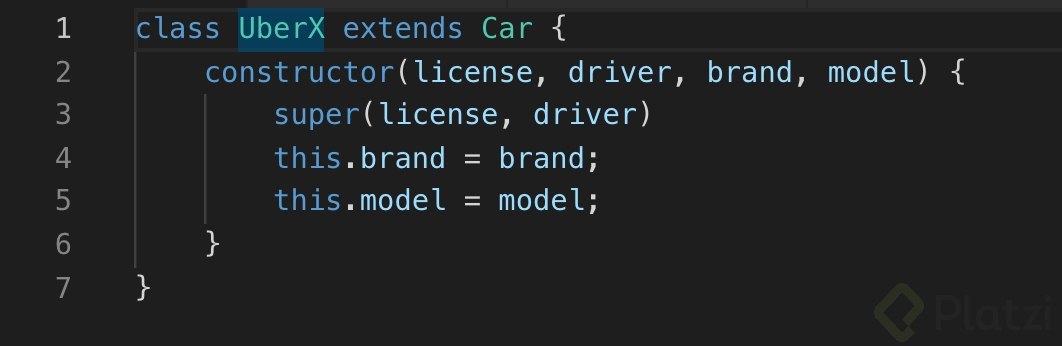 1 class UberX extends Car {
2 constructor(license, driver, brand, model) {
3 super(license, driver)
4 this.brand = brand;
5 this.model = model;
6 }
7 }
Platzi